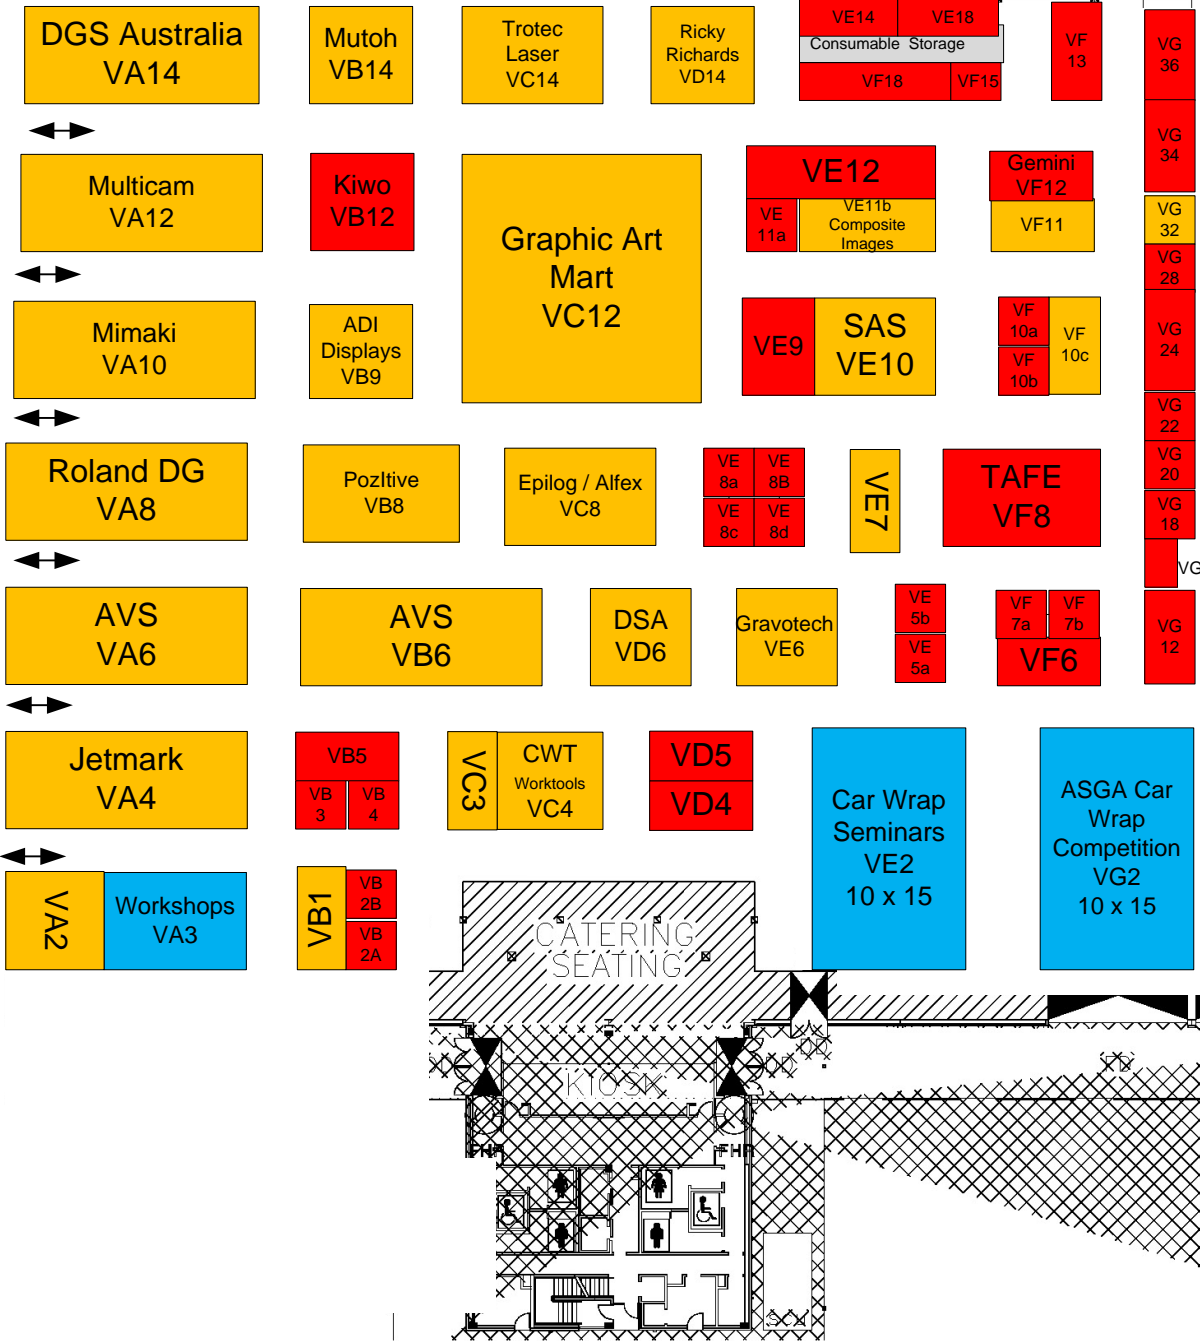 DGS Australia
VA14
Mutoh
VB14
Trotec
Laser
VC14
Ricky
Richards
VD14
VE14
VE18
Consumable Storage
VF18
VF15
VF
13
VG
36
Multicam
VA12
Kiwo
VB12
Graphic Art
Mart
VC12
VE12
VE
11a
VE11b
Composite
Images
Gemini
VF12
VF11
VG
34
VG
32
VG
28
Mimaki
VA10
ADI
Displays
VB9
VE9
SAS
VE10
VF
10a
VF
10b
VF
10c
VG
24
VG
22
Roland DG
VA8
PozItive
VB8
Epilog / Alfex
VC8
VE
8a
VE
8B
VE
8c
VE
8d
VE7
TAFE
VF8
VG
20
VG
18
VG
AVS
VA6
AVS
VB6
DSA
VD6
Gravotech
VE6
VE
5b
VE
5a
VF
7a
VF
7b
VF6
VG
12
Jetmark
VA4
VB5
VB
3
VB
4
VC3
CWT
Worktools
VC4
VD5
VD4
Car Wrap
Seminars
VE2
10 x 15
ASGA Car
Wrap
Competition
VG2
10 x 15
VA2
Workshops
VA3
VB1
VB
2B
VB
2A
CATERING
SEATING
KIOSK
DD
FHR
FHR